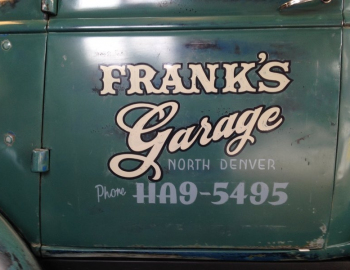 FRANK'S
Garage
NORTH DENVER
Phone HA9-5495